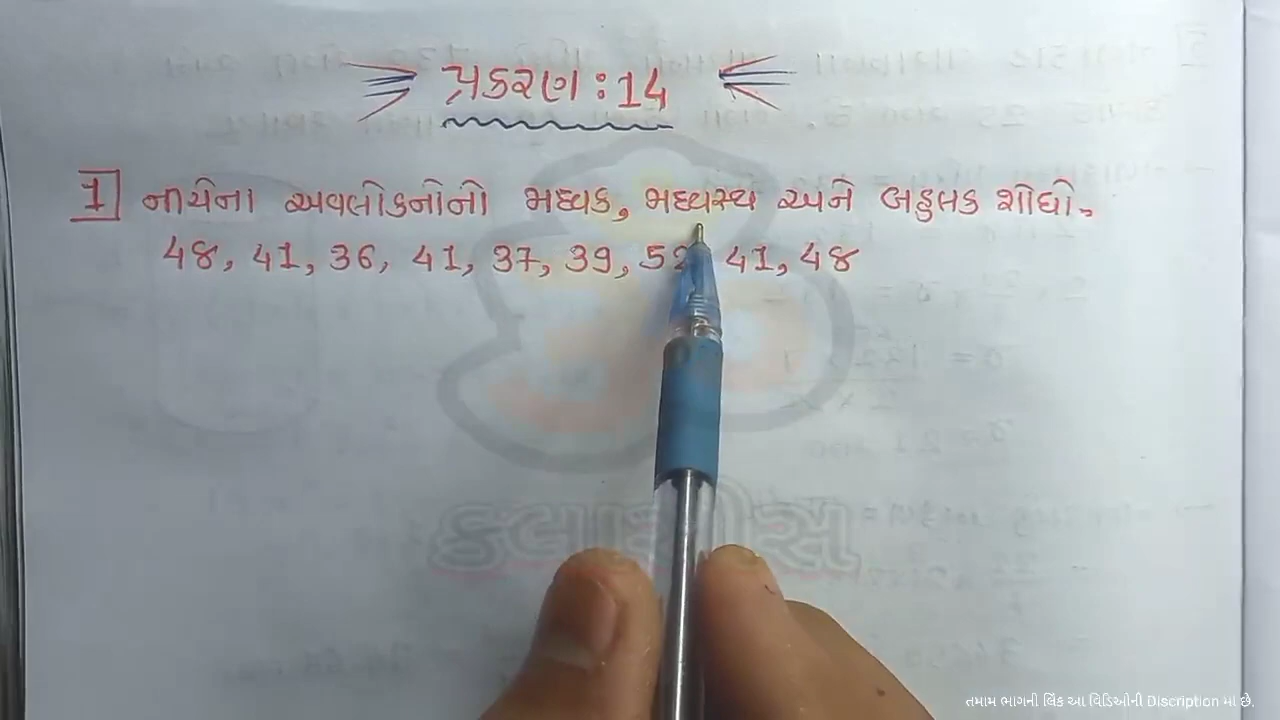 પ્રકરણ : 14
1 નીચેના અવલોકનોનો મધ્યક, મધ્યસ્થ અને બહુલક શોધો.
48, 41, 36, 41, 37, 39, 52 41, 48
તમામ ભાગની લિંક આ વિડિઓની Discription માં છે.